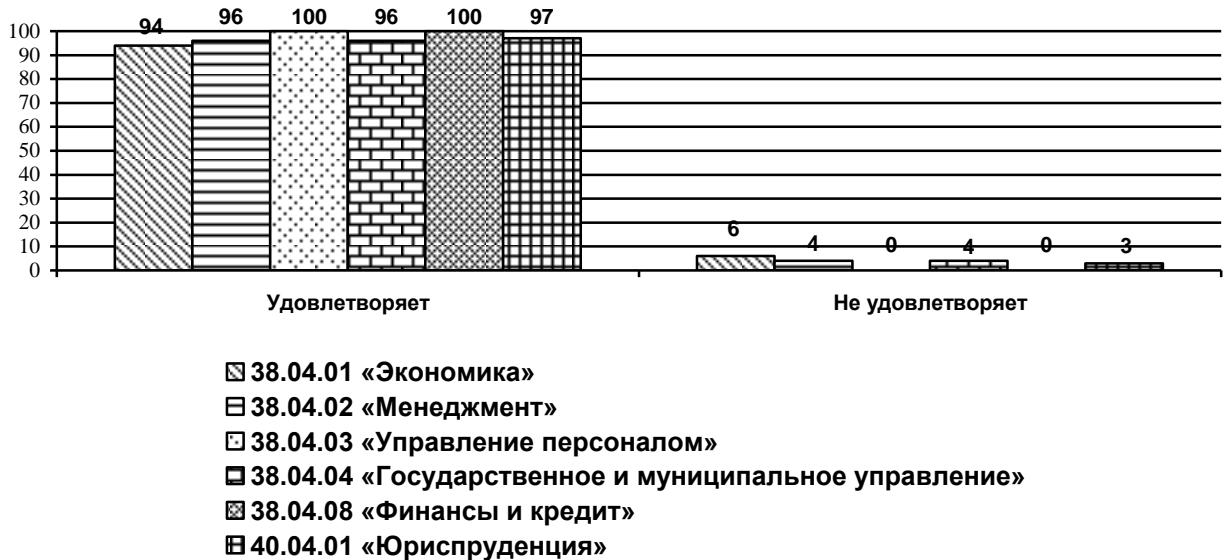 94 96 100 96 100 97
100
90
80
70
60
50
40
30
20
10
0
6 4 0 4 0 3
Удовлетворяет Не удовлетворяет
38.04.01 «Экономика»
38.04.02 «Менеджмент»
38.04.03 «Управление персоналом»
38.04.04 «Государственное и муниципальное управление»
38.04.08 «Финансы и кредит»
40.04.01 «Юриспруденция»